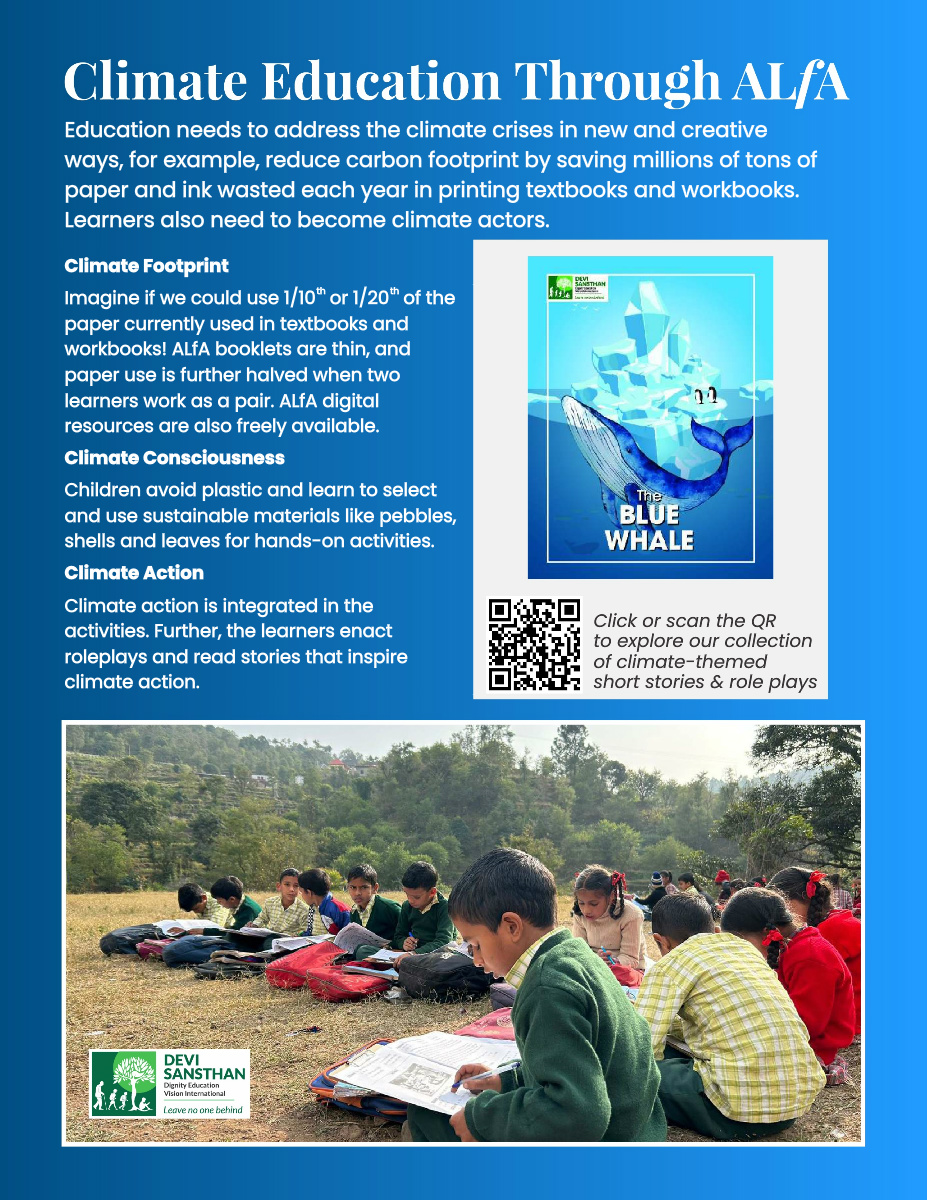 Climate Education Through ALfA
Education needs to address the climate crises in new and creative
ways, for example, reduce carbon footprint by saving millions of tons of
paper and ink wasted each year in printing textbooks and workbooks.
Learners also need to become climate actors.
Climate Footprint
Imagine if we could use 1/10th or 1/20th of the
paper currently used in textbooks and
workbooks! ALfA booklets are thin, and
paper use is further halved when two
learners work as a pair. ALfA digital
resources are also freely available.
Climate Consciousness
Children avoid plastic and learn to select
and use sustainable materials like pebbles,
shells and leaves for hands-on activities.
Climate Action
Climate action is integrated in the
activities. Further, the learners enact
roleplays and read stories that inspire
climate action.
DEVI
SANSTHAN
The
BLUE
WHALE
Click or scan the QR
to explore our collection
of climate-themed
short stories & role plays
DEVI
SANSTHAN
Dignity Education
Vision International
Leave no one behind